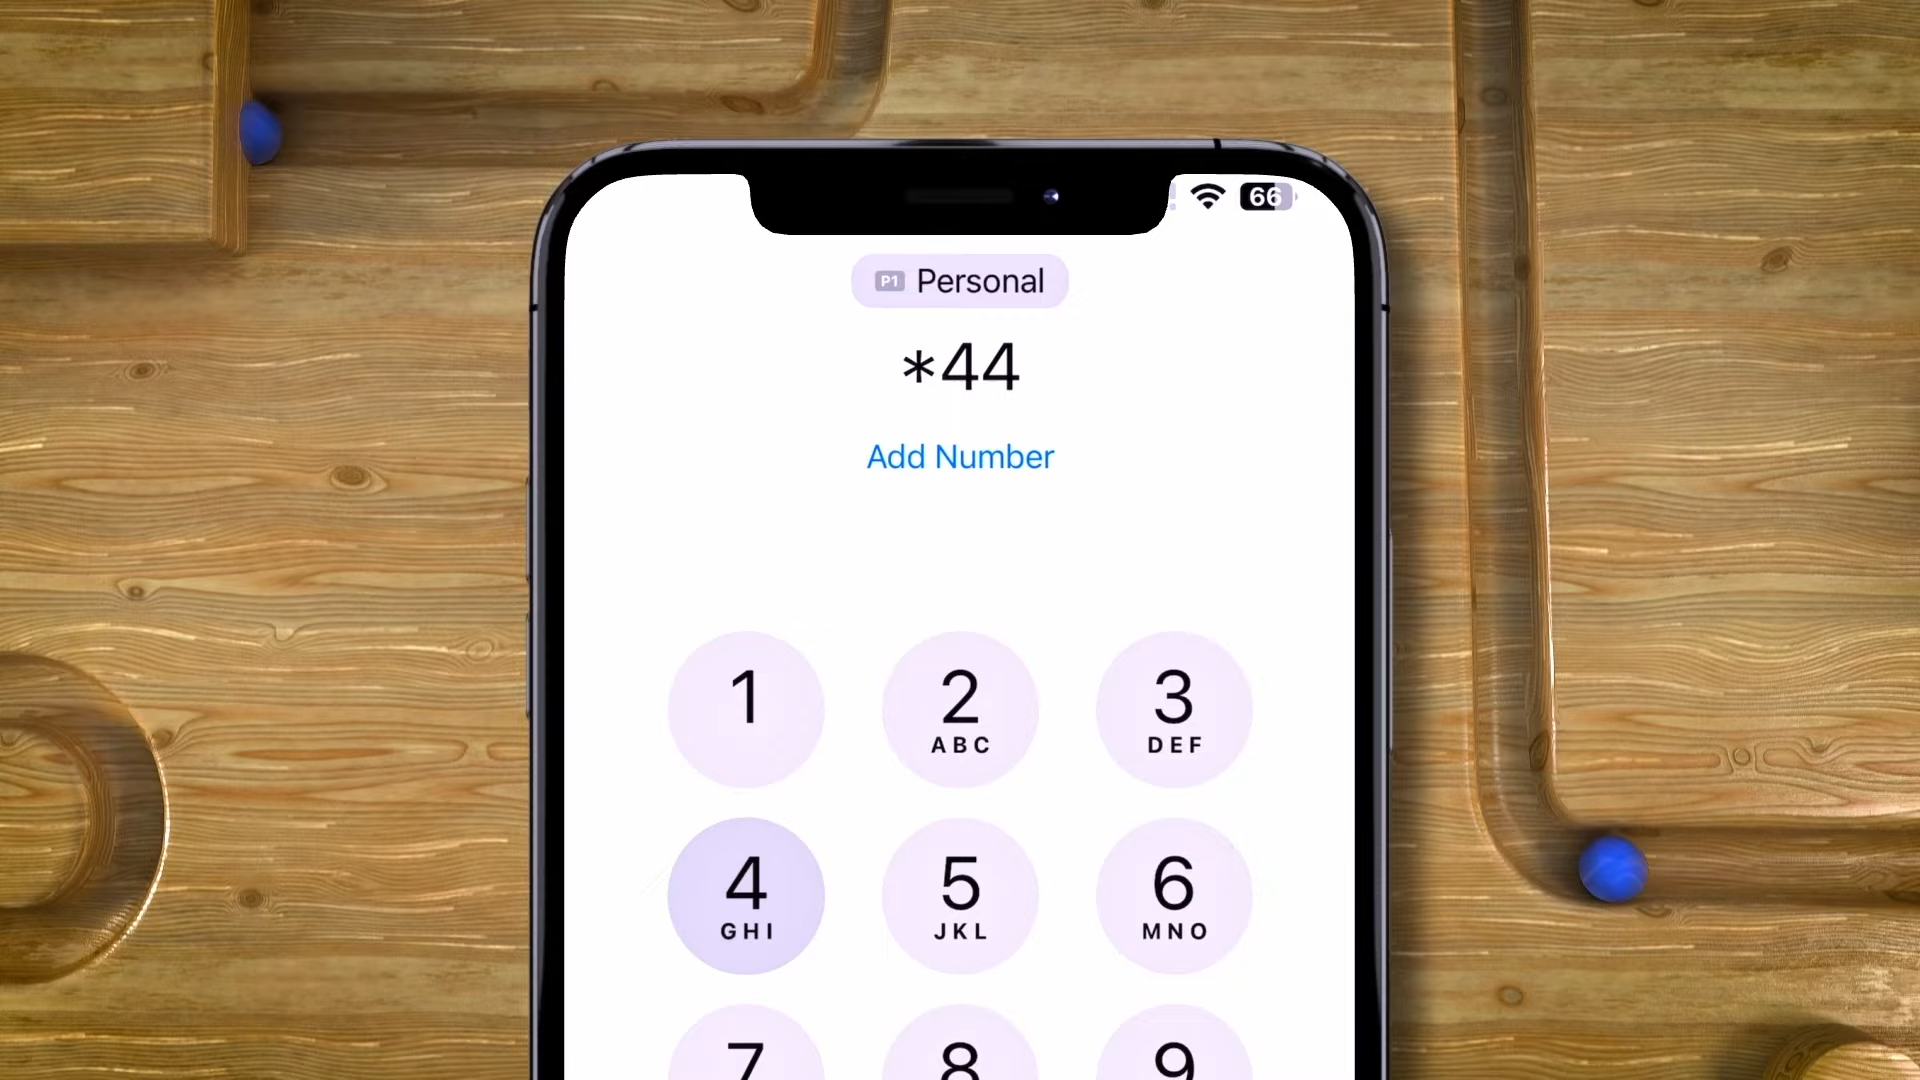 66
P1 Personal
*44
Add Number
1 2 3
ABC DEF
4 5 6
GHI JKL MNO
7 8 9